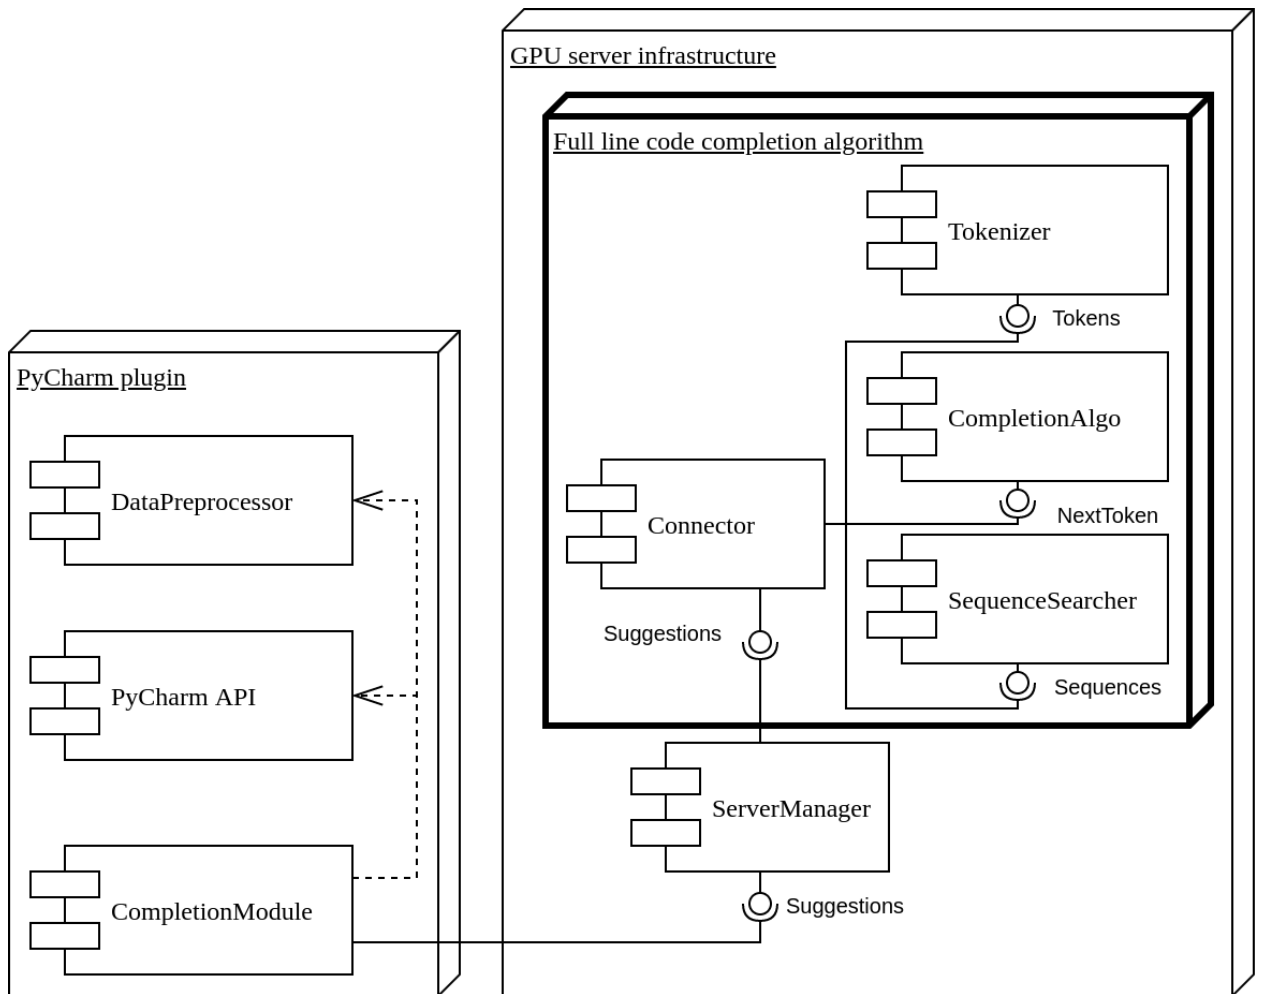 GPU server infrastructure
Full line code completion algorithm
Tokenizer
Tokens
PyCharm plugin
CompletionAlgo
DataPreprocessor
NextToken
Connector
SequenceSearcher
Suggestions
Sequences
PyCharm API
ServerManager
CompletionModule
Suggestions